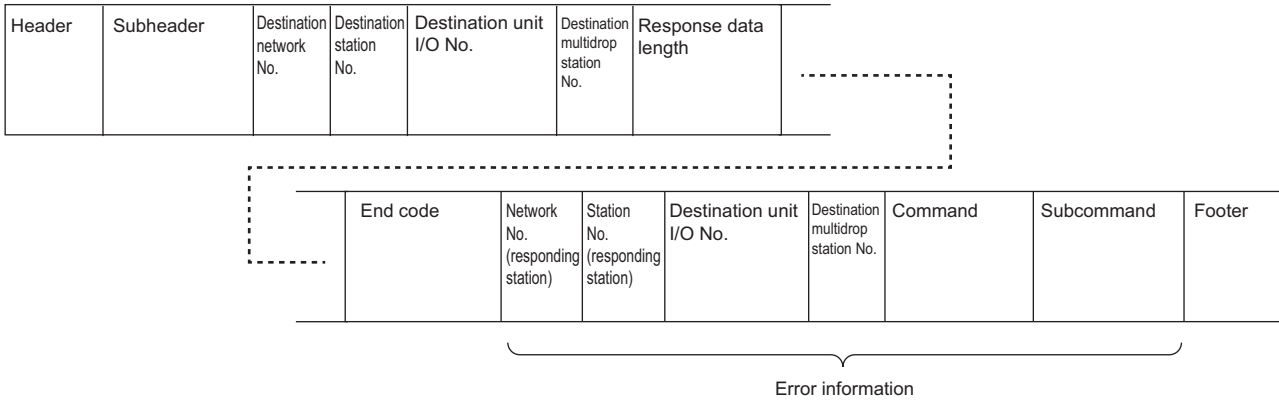 Header
Subheader
Destination
network
No.
Destination
station
No.
Destination unit
I/O No.
Destination
multidrop
station
No.
Response data
length
End code
Network
No.
(responding
station)
Station
No.
(responding
station)
Destination unit
I/O No.
Destination
multidrop
station No.
Command
Subcommand
Footer
Error information